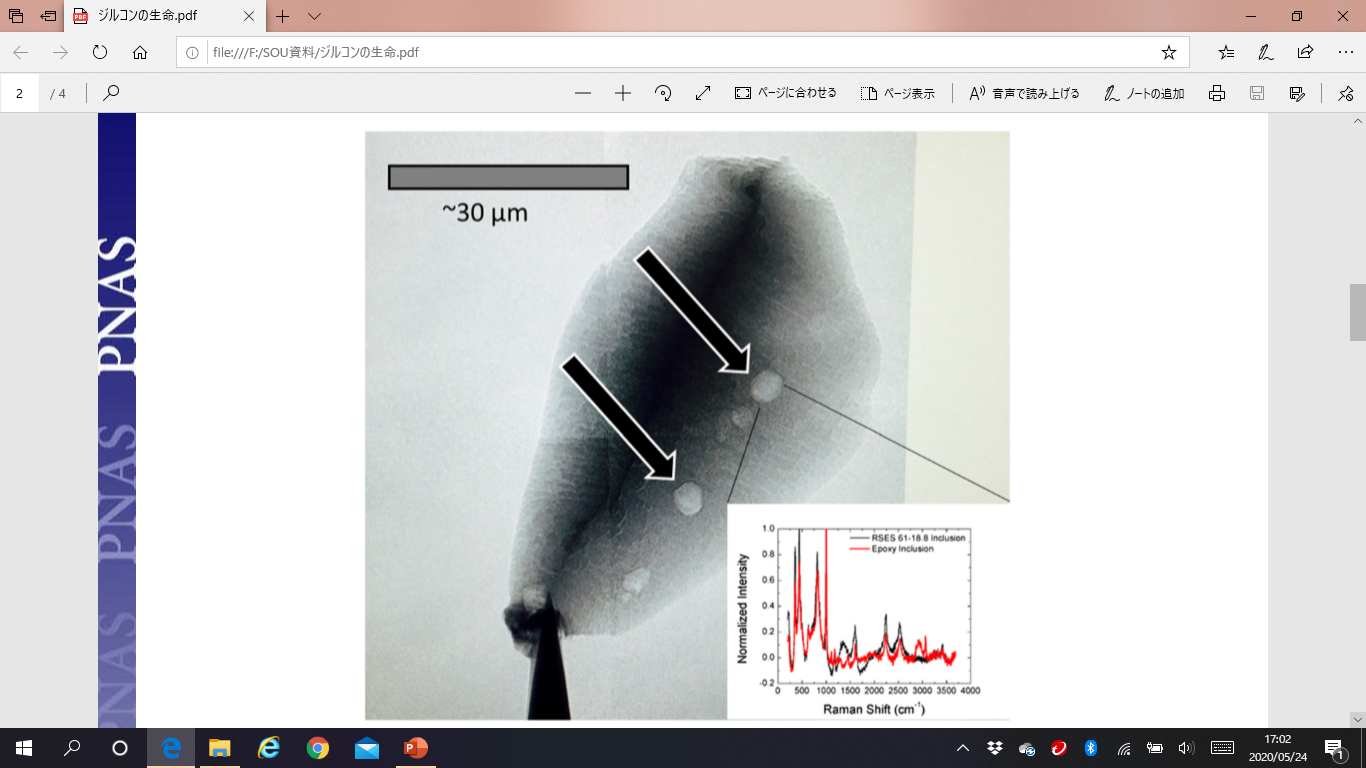 ジルコンの生命.pdf
file:///F:/SOU資料/ジルコンの生命.pdf
2 / 4
ページに合わせる
ページ表示
音声で読み上げる
ノートの追加
PNAS PNAS PNAS
~30 μm
RSES 61-18.8 Inclusion
Epoxy Inclusion
Normalized Intensity
1.0
0.8
0.6
0.4
0.2
0.0
-0.2
0 500 1000 1500 2000 2500 3000 3500 4000
Raman Shift (cm⁻¹)
17:02
2020/05/24
1